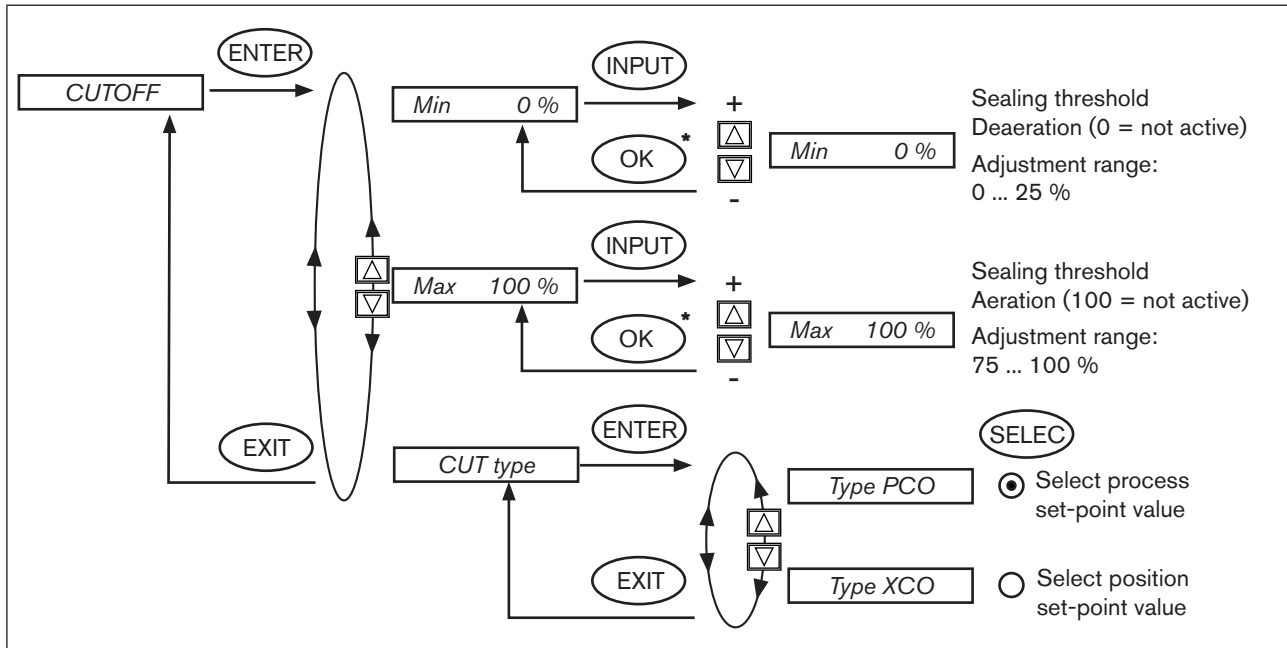 ENTER
CUTOFF
INPUT
Min 0 %
+
OK *
-
Min 0 %
Sealing threshold
Deaeration (0 = not active)
Adjustment range:
0 ... 25 %
INPUT
Max 100 %
+
OK *
-
Max 100 %
Sealing threshold
Aeration (100 = not active)
Adjustment range:
75 ... 100 %
EXIT
ENTER
CUT type
EXIT
SELEC
Type PCO
Select process
set-point value
Type XCO
Select position
set-point value